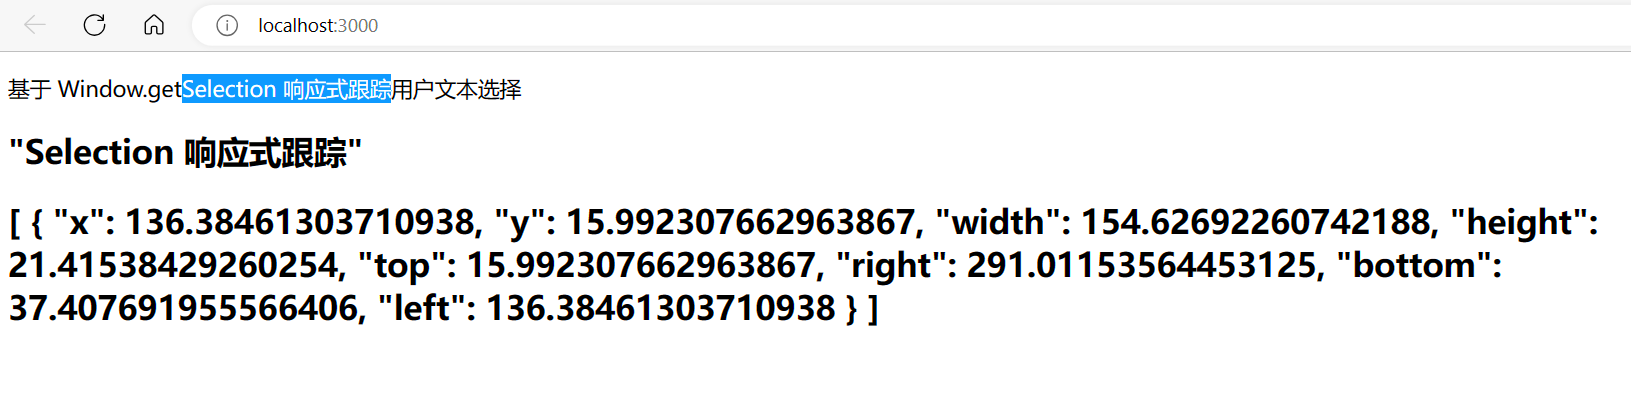 localhost:3000
基于 Window.getSelection 响应式跟踪用户文本选择
"Selection 响应式跟踪"
[ { "x": 136.38461303710938, "y": 15.992307662963867, "width": 154.62692260742188, "height":
21.41538429260254, "top": 15.992307662963867, "right": 291.01153564453125, "bottom":
37.407691955566406, "left": 136.38461303710938 } ]